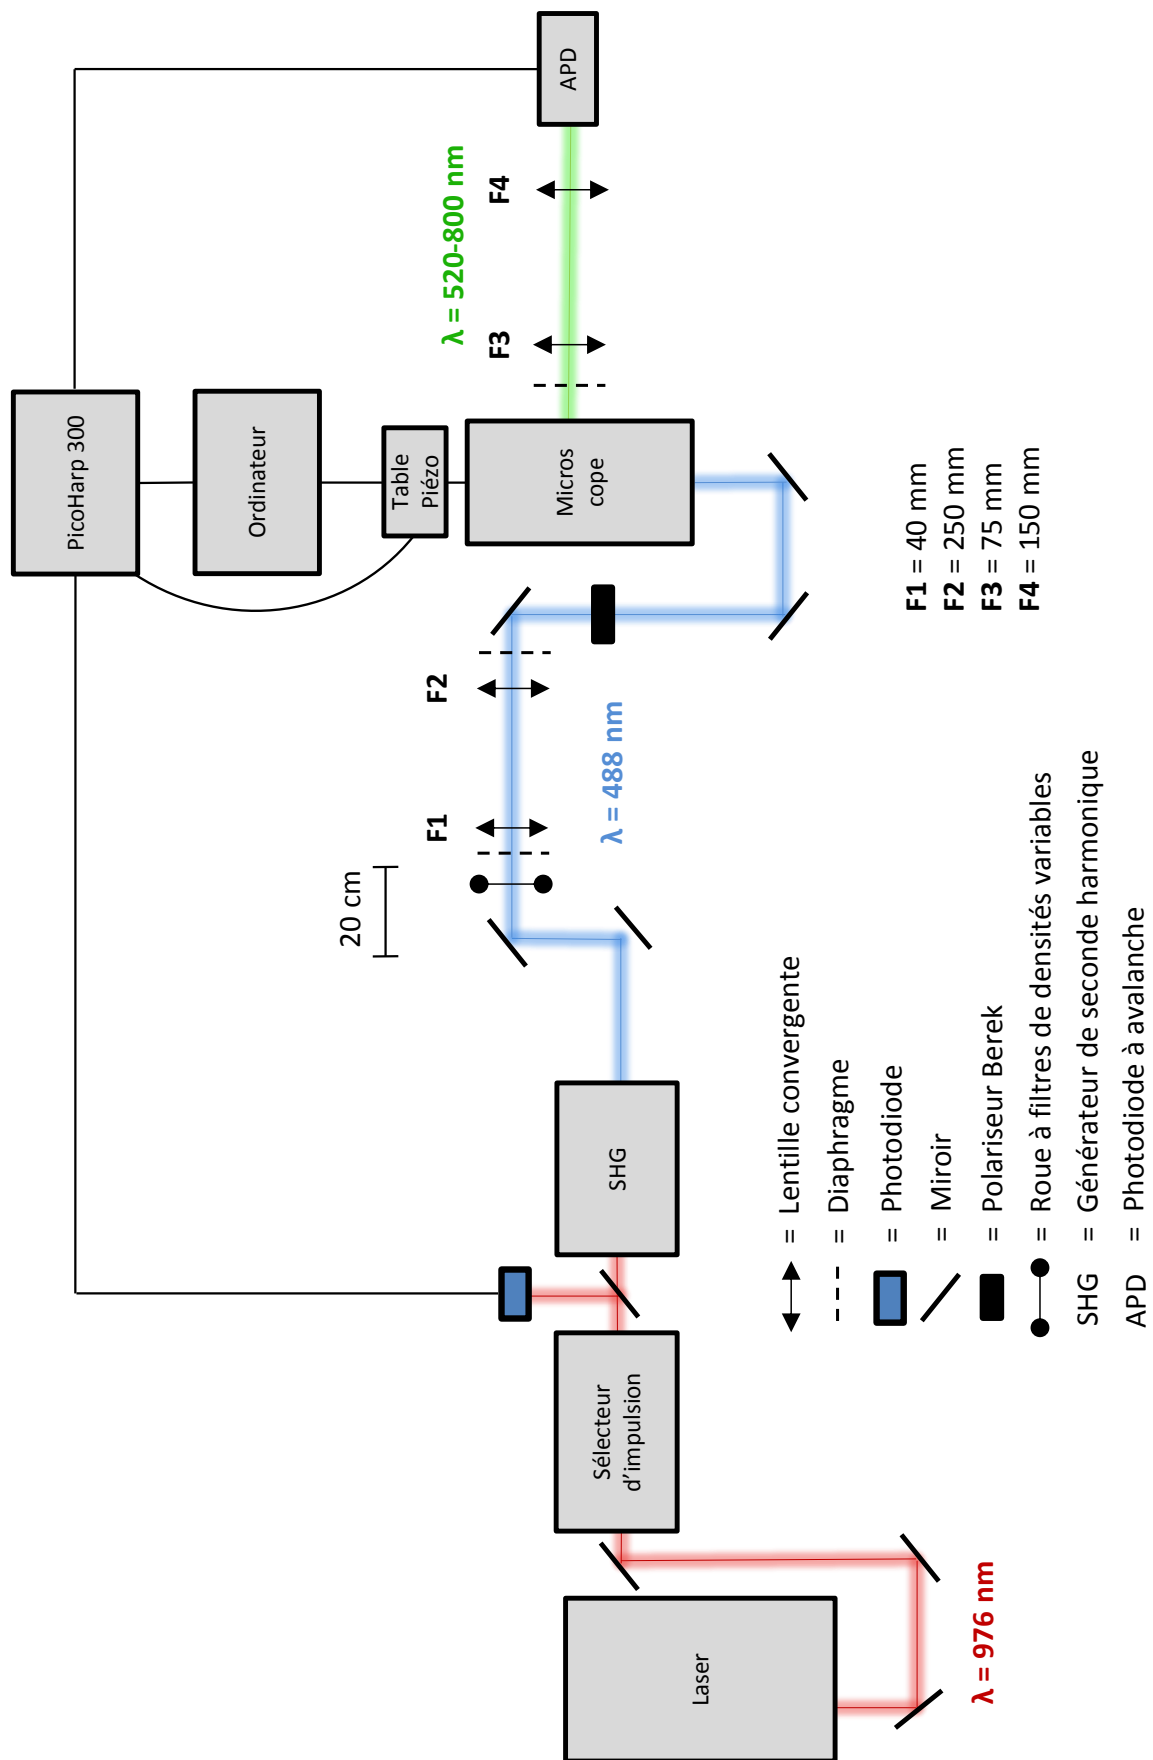 PicoHarp 300
Ordinateur
Table
Piézo
Micros
cope
APD
λ = 520-800 nm
F3
F4
F1
F2
20 cm
λ = 488 nm
SHG
Sélecteur
d’impulsion
Laser
λ = 976 nm
F1 = 40 mm
F2 = 250 mm
F3 = 75 mm
F4 = 150 mm
= Lentille convergente
= Diaphragme
= Photodiode
= Miroir
= Polariseur Berek
= Roue à filtres de densités variables
SHG = Générateur de seconde harmonique
APD = Photodiode à avalanche